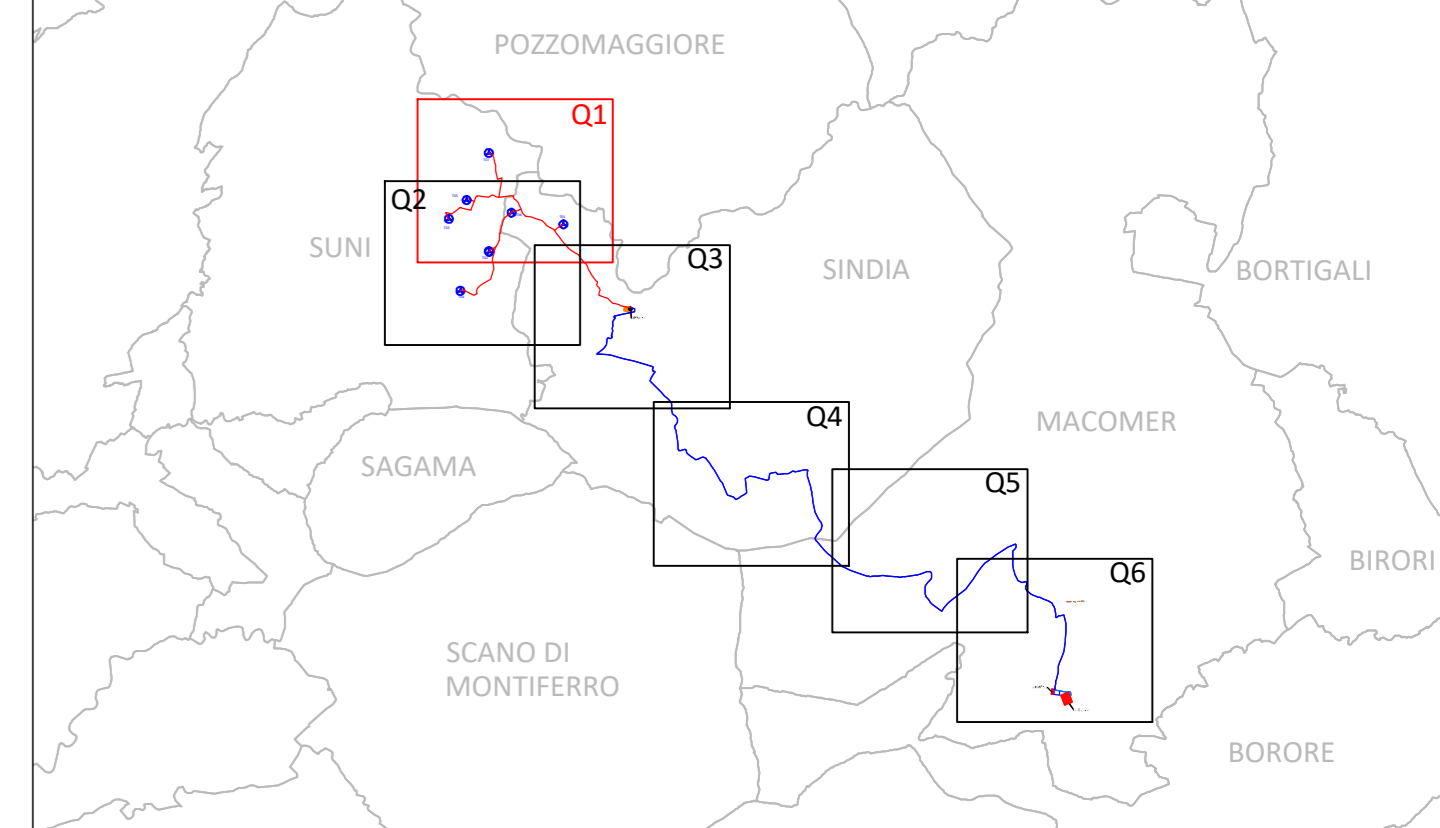 POZZOMAGGIORE
Q1
Q2
SUNI
Q3
SINDIA
BORTIGALI
Q4
MACOMER
SAGAMA
Q5
BIRORI
Q6
SCANO DI
MONTIFERRO
BORORE